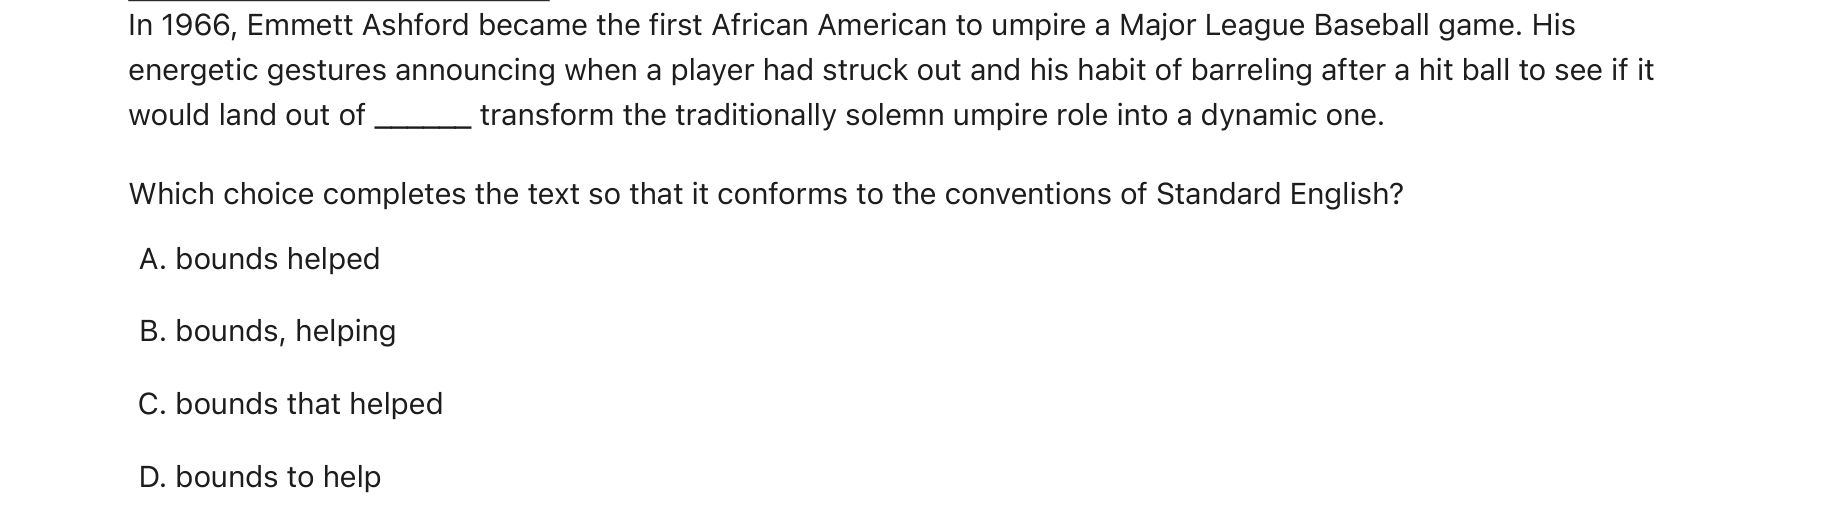 In 1966, Emmett Ashford became the first African American to umpire a Major League Baseball game. His
energetic gestures announcing when a player had struck out and his habit of barreling after a hit ball to see if it
would land out of ______ transform the traditionally solemn umpire role into a dynamic one.
Which choice completes the text so that it conforms to the conventions of Standard English?
A. bounds helped
B. bounds, helping
C. bounds that helped
D. bounds to help